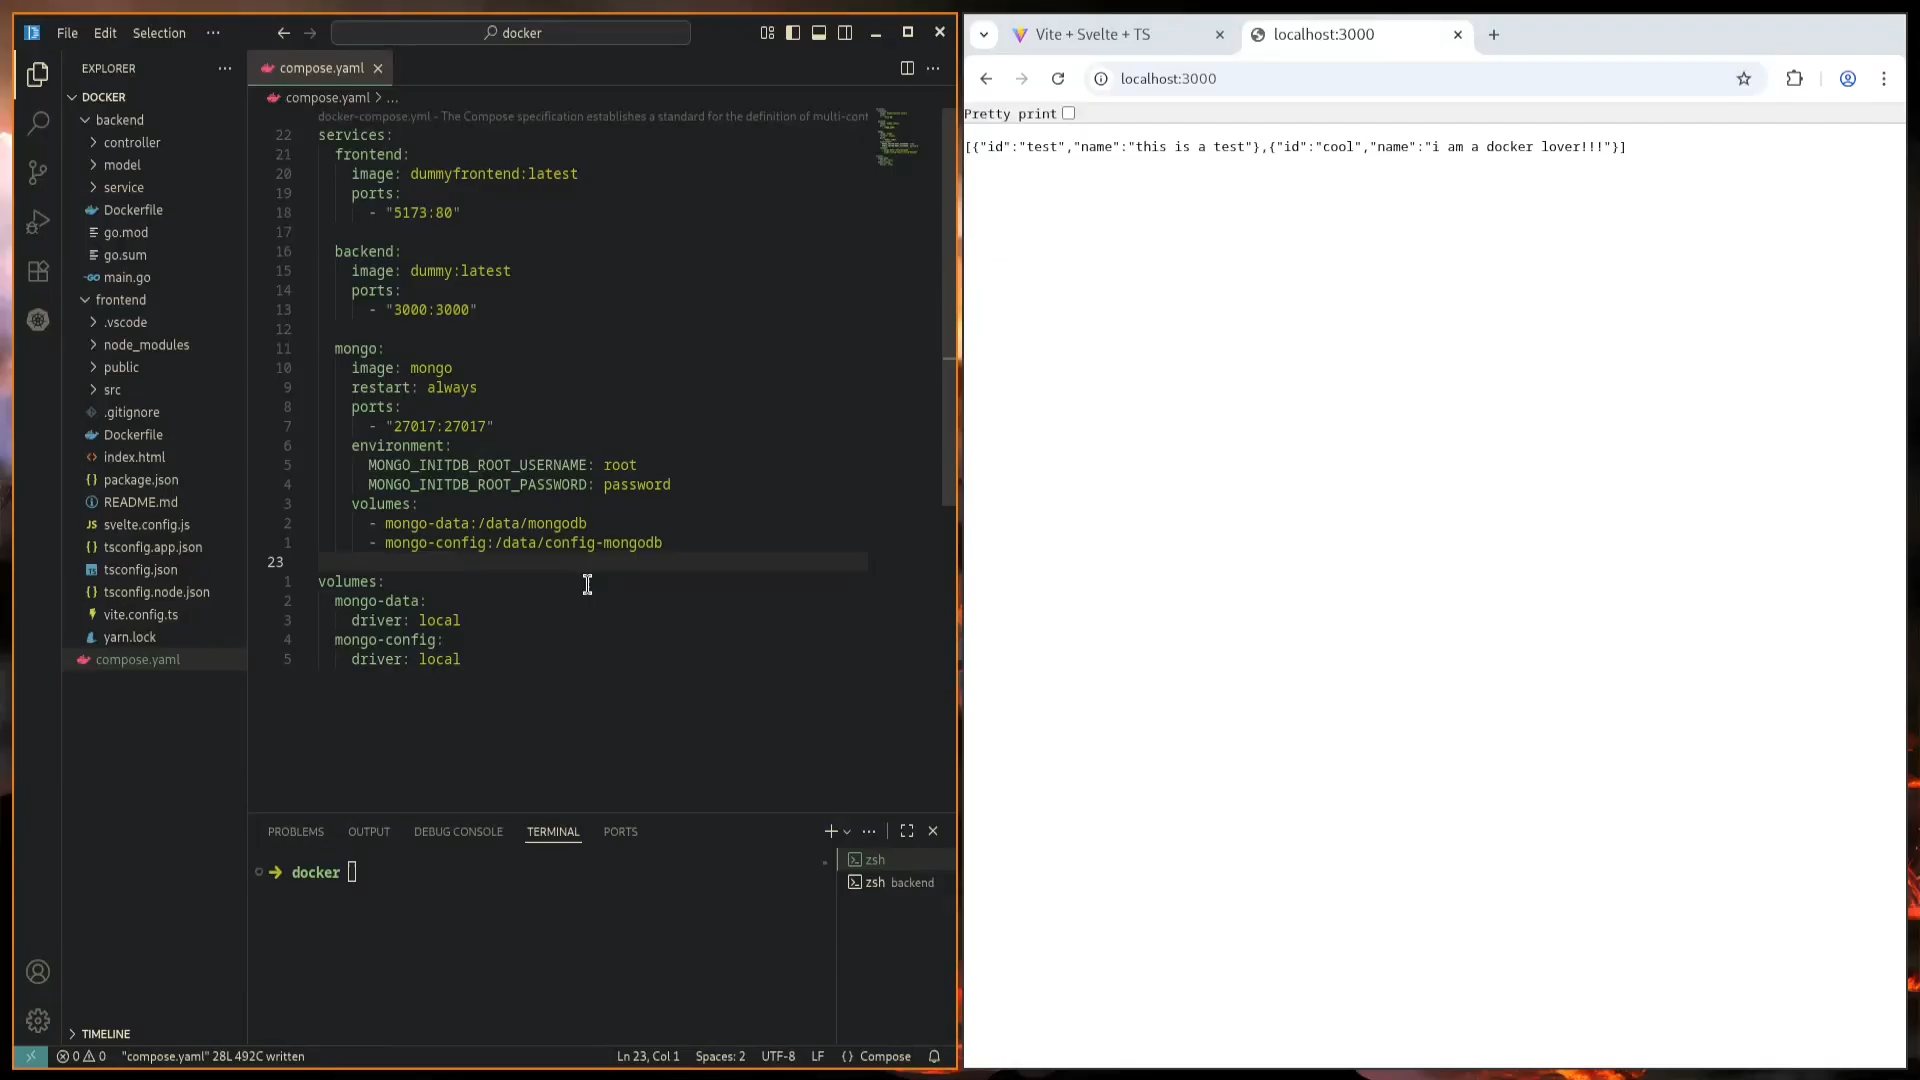 File Edit Selection ···
docker
EXPLORER ···
DOCKER
backend
controller
model
service
Dockerfile
go.mod
go.sum
main.go
frontend
.vscode
node_modules
public
src
.gitignore
Dockerfile
index.html
package.json
README.md
svelte.config.js
tsconfig.app.json
tsconfig.json
tsconfig.node.json
vite.config.ts
yarn.lock
compose.yaml
TIMELINE
compose.yaml
compose.yaml > ...
docker-compose.yml - The Compose specification establishes a standard for the definition of multi-cont
22 services:
21 frontend:
20 image: dummyfrontend:latest
19 ports:
18 - "5173:80"
17
16 backend:
15 image: dummy:latest
14 ports:
13 - "3000:3000"
12
11 mongo:
10 image: mongo
9 restart: always
8 ports:
7 - "27017:27017"
6 environment:
5 MONGO_INITDB_ROOT_USERNAME: root
4 MONGO_INITDB_ROOT_PASSWORD: password
3 volumes:
2 - mongo-data:/data/mongodb
1 - mongo-config:/data/config-mongodb
23
1 volumes:
2 mongo-data:
3 driver: local
4 mongo-config:
5 driver: local
PROBLEMS OUTPUT DEBUG CONSOLE TERMINAL PORTS
docker
zsh
zsh backend
0 0 "compose.yaml" 28L 492C written
Ln 23, Col 1 Spaces: 2 UTF-8 LF {} Compose
Vite + Svelte + TS
localhost:3000
localhost:3000
Pretty print
[{"id":"test","name":"this is a test"},{"id":"cool","name":"i am a docker lover!!!"}]